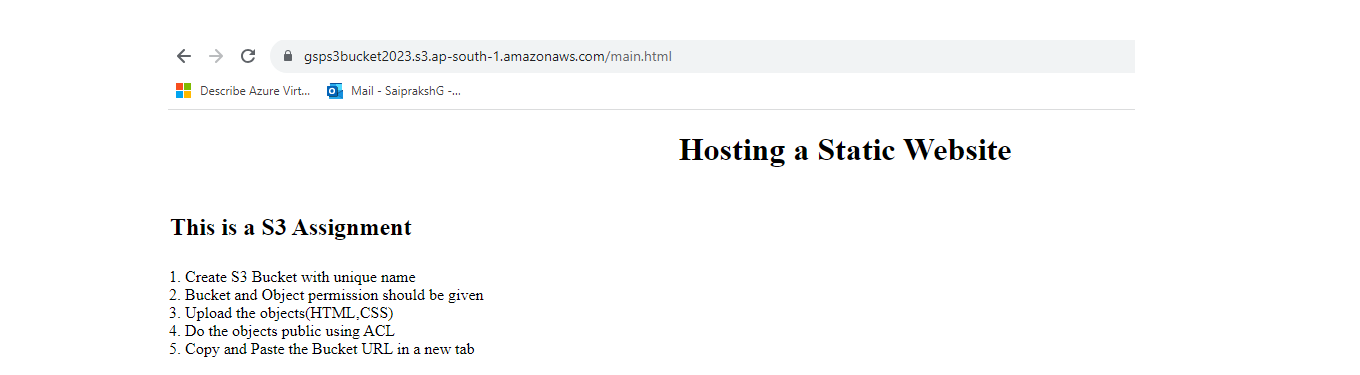 gsps3bucket2023.s3.ap-south-1.amazonaws.com/main.html
Describe Azure Virt... Mail - SaiprakshG -...
Hosting a Static Website
This is a S3 Assignment
1. Create S3 Bucket with unique name
2. Bucket and Object permission should be given
3. Upload the objects(HTML,CSS)
4. Do the objects public using ACL
5. Copy and Paste the Bucket URL in a new tab